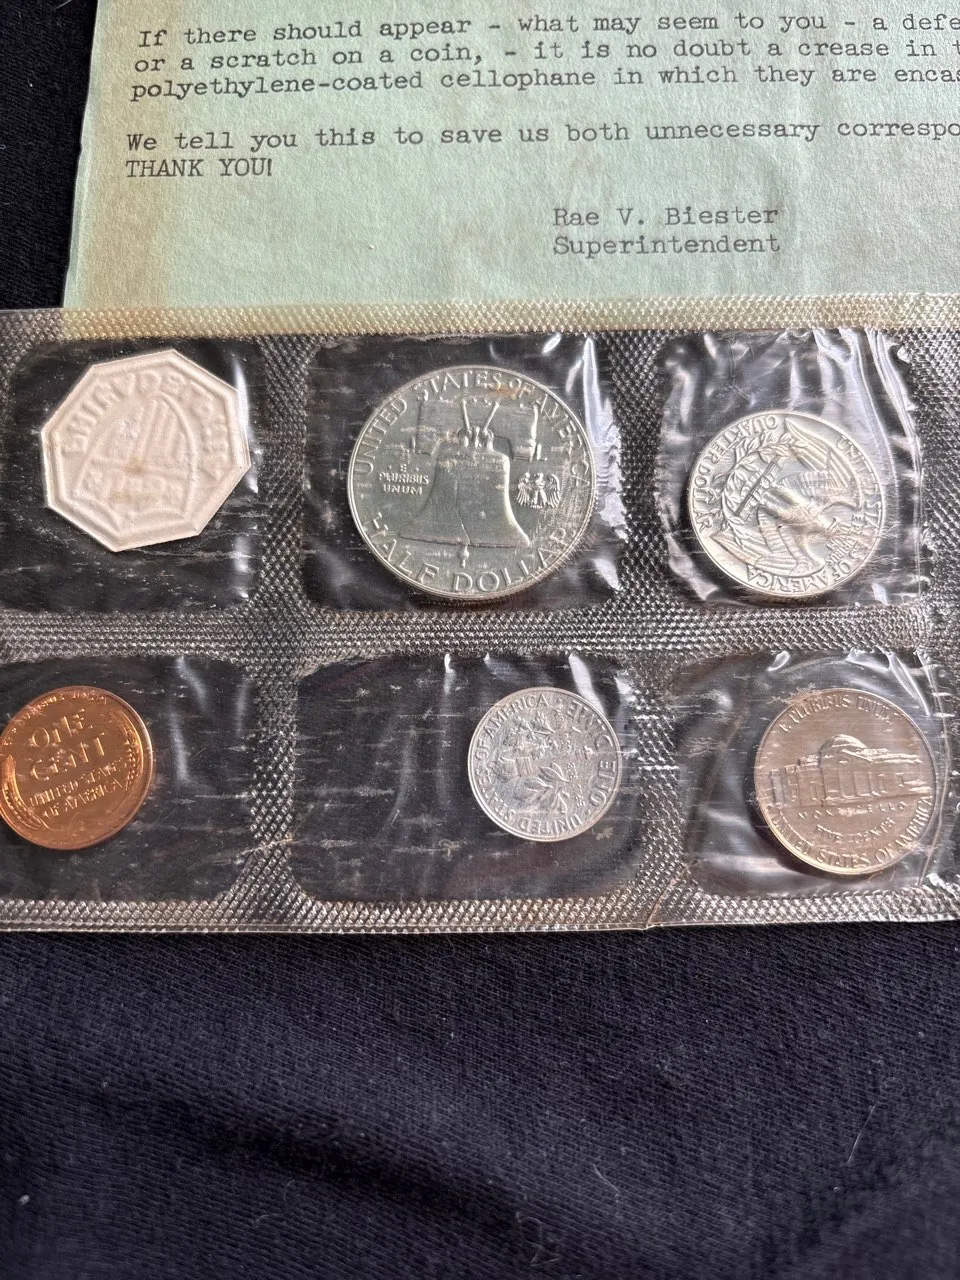 If there should appear - what may seem to you - a defe
or a scratch on a coin, - it is no doubt a crease in t
polyethylene-coated cellophane in which they are encas
We tell you this to save us both unnecessary correspo
THANK YOU!
Rae V. Biester
Superintendent
UNITED STATES OF AMERICA
E
PLURIBUS
UNUM
HALF DOLLAR
QUARTER DOLLAR
UNITED STATES OF AMERICA
ONE
CENT
UNITED STATES
OF AMERICA
UNITED STATES OF AMERICA
ONE DIME
E PLURIBUS UNUM
MONTICELLO
FIVE CENTS
UNITED STATES OF AMERICA